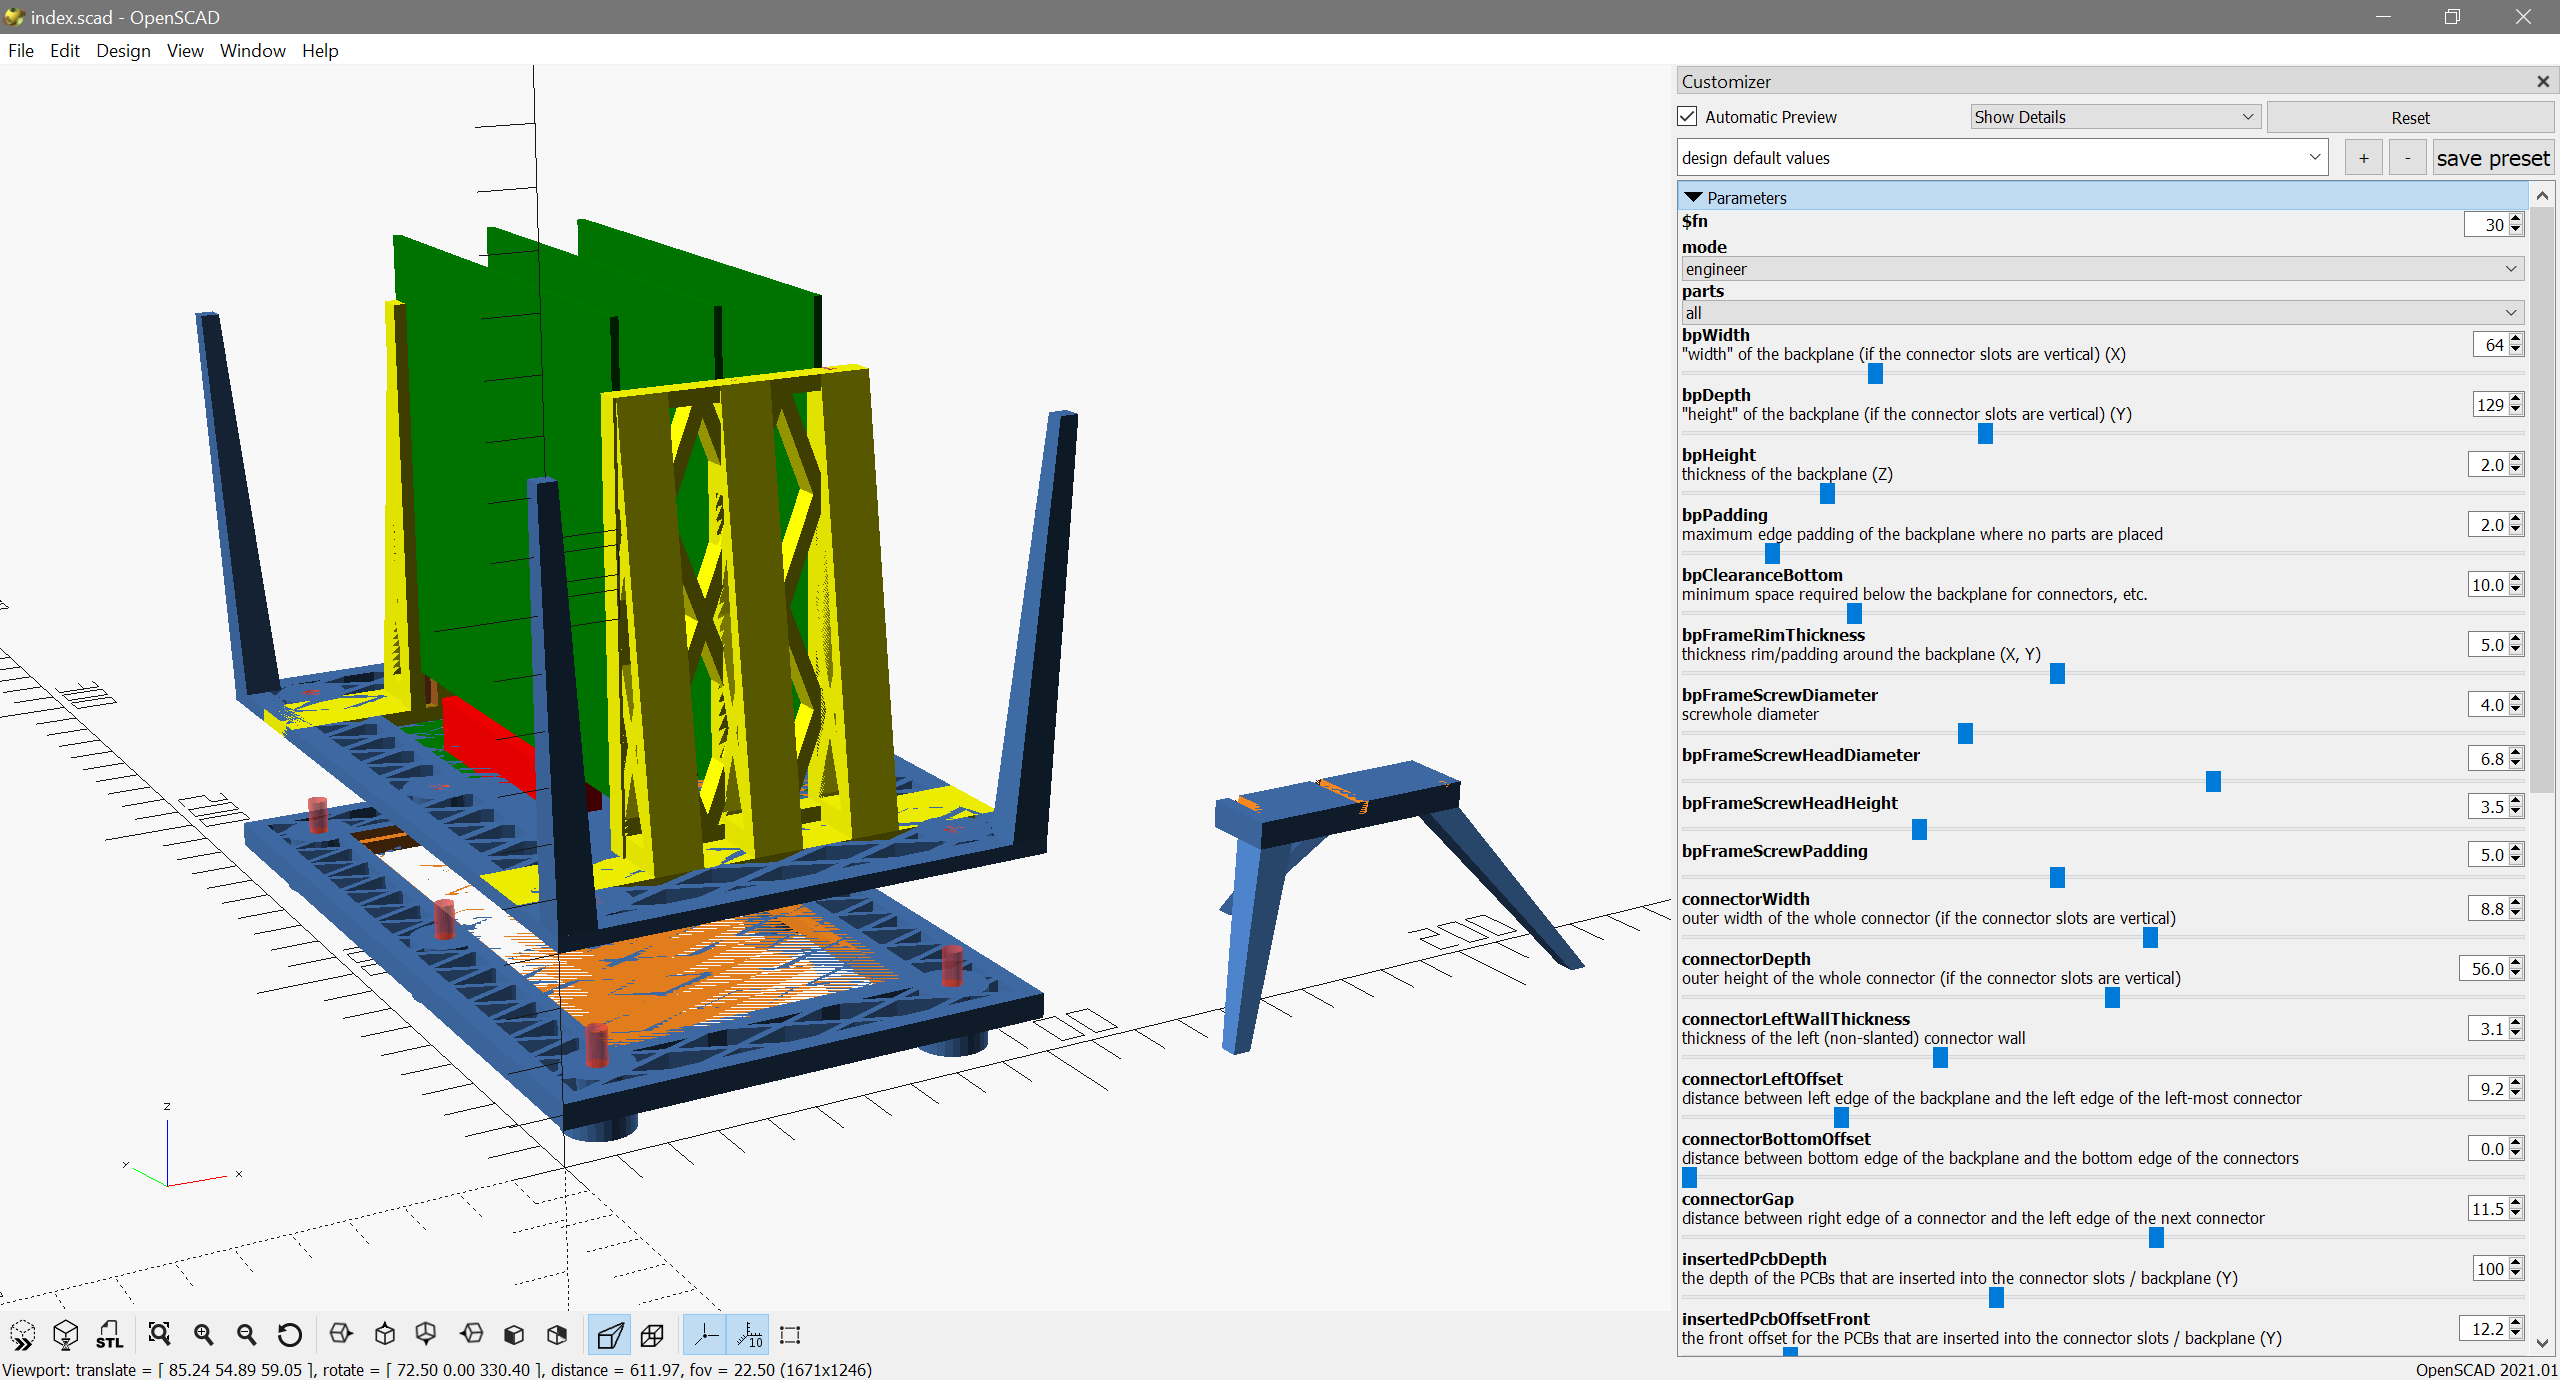 index.scad - OpenSCAD
File Edit Design View Window Help
Customizer
Automatic Preview Show Details Reset
design default values + - save preset
Parameters
$fn 30
mode
engineer
parts
all
bpWidth
"width" of the backplane (if the connector slots are vertical) (X) 64
bpDepth
"height" of the backplane (if the connector slots are vertical) (Y) 129
bpHeight
thickness of the backplane (Z) 2.0
bpPadding
maximum edge padding of the backplane where no parts are placed 2.0
bpClearanceBottom
minimum space required below the backplane for connectors, etc. 10.0
bpFrameRimThickness
thickness rim/padding around the backplane (X, Y) 5.0
bpFrameScrewDiameter
screwhole diameter 4.0
bpFrameScrewHeadDiameter 6.8
bpFrameScrewHeadHeight 3.5
bpFrameScrewPadding 5.0
connectorWidth
outer width of the whole connector (if the connector slots are vertical) 8.8
connectorDepth
outer height of the whole connector (if the connector slots are vertical) 56.0
connectorLeftWallThickness
thickness of the left (non-slanted) connector wall 3.1
connectorLeftOffset
distance between left edge of the backplane and the left edge of the left-most connector 9.2
connectorBottomOffset
distance between bottom edge of the backplane and the bottom edge of the connectors 0.0
connectorGap
distance between right edge of a connector and the left edge of the next connector 11.5
insertedPcbDepth
the depth of the PCBs that are inserted into the connector slots / backplane (Y) 100
insertedPcbOffsetFront
the front offset for the PCBs that are inserted into the connector slots / backplane (Y) 12.2
100
200
z
y
x
STL
10
Viewport: translate = [ 85.24 54.89 59.05 ], rotate = [ 72.50 0.00 330.40 ], distance = 611.97, fov = 22.50 (1671x1246) OpenSCAD 2021.01